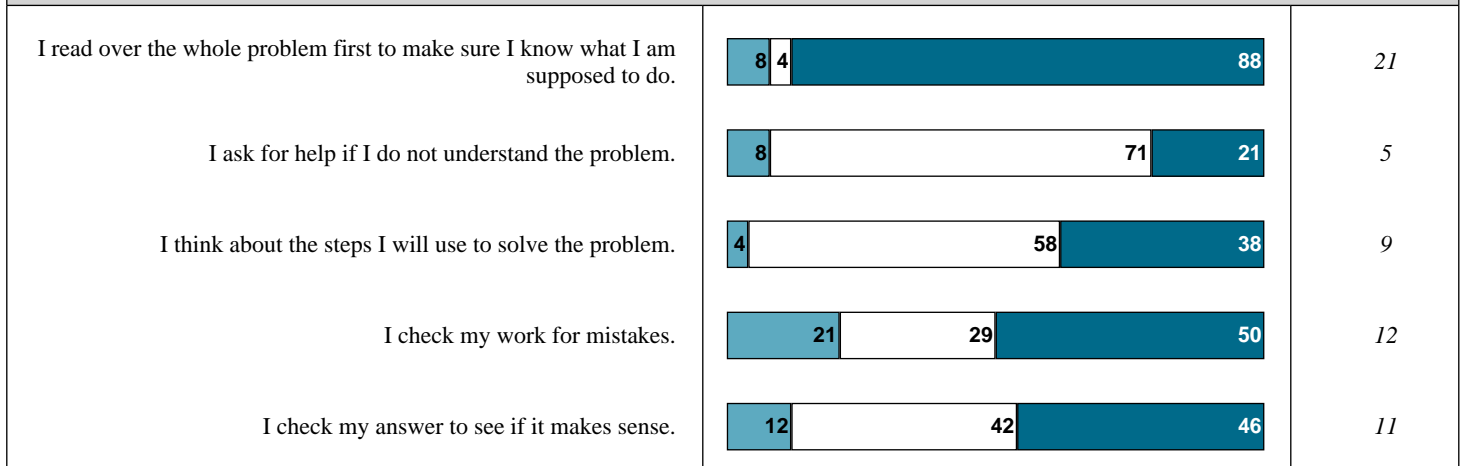 I read over the whole problem first to make sure I know what I am
supposed to do.
8 4 88
21
I ask for help if I do not understand the problem.
8 71 21
5
I think about the steps I will use to solve the problem.
4 58 38
9
I check my work for mistakes.
21 29 50
12
I check my answer to see if it makes sense.
12 42 46
11